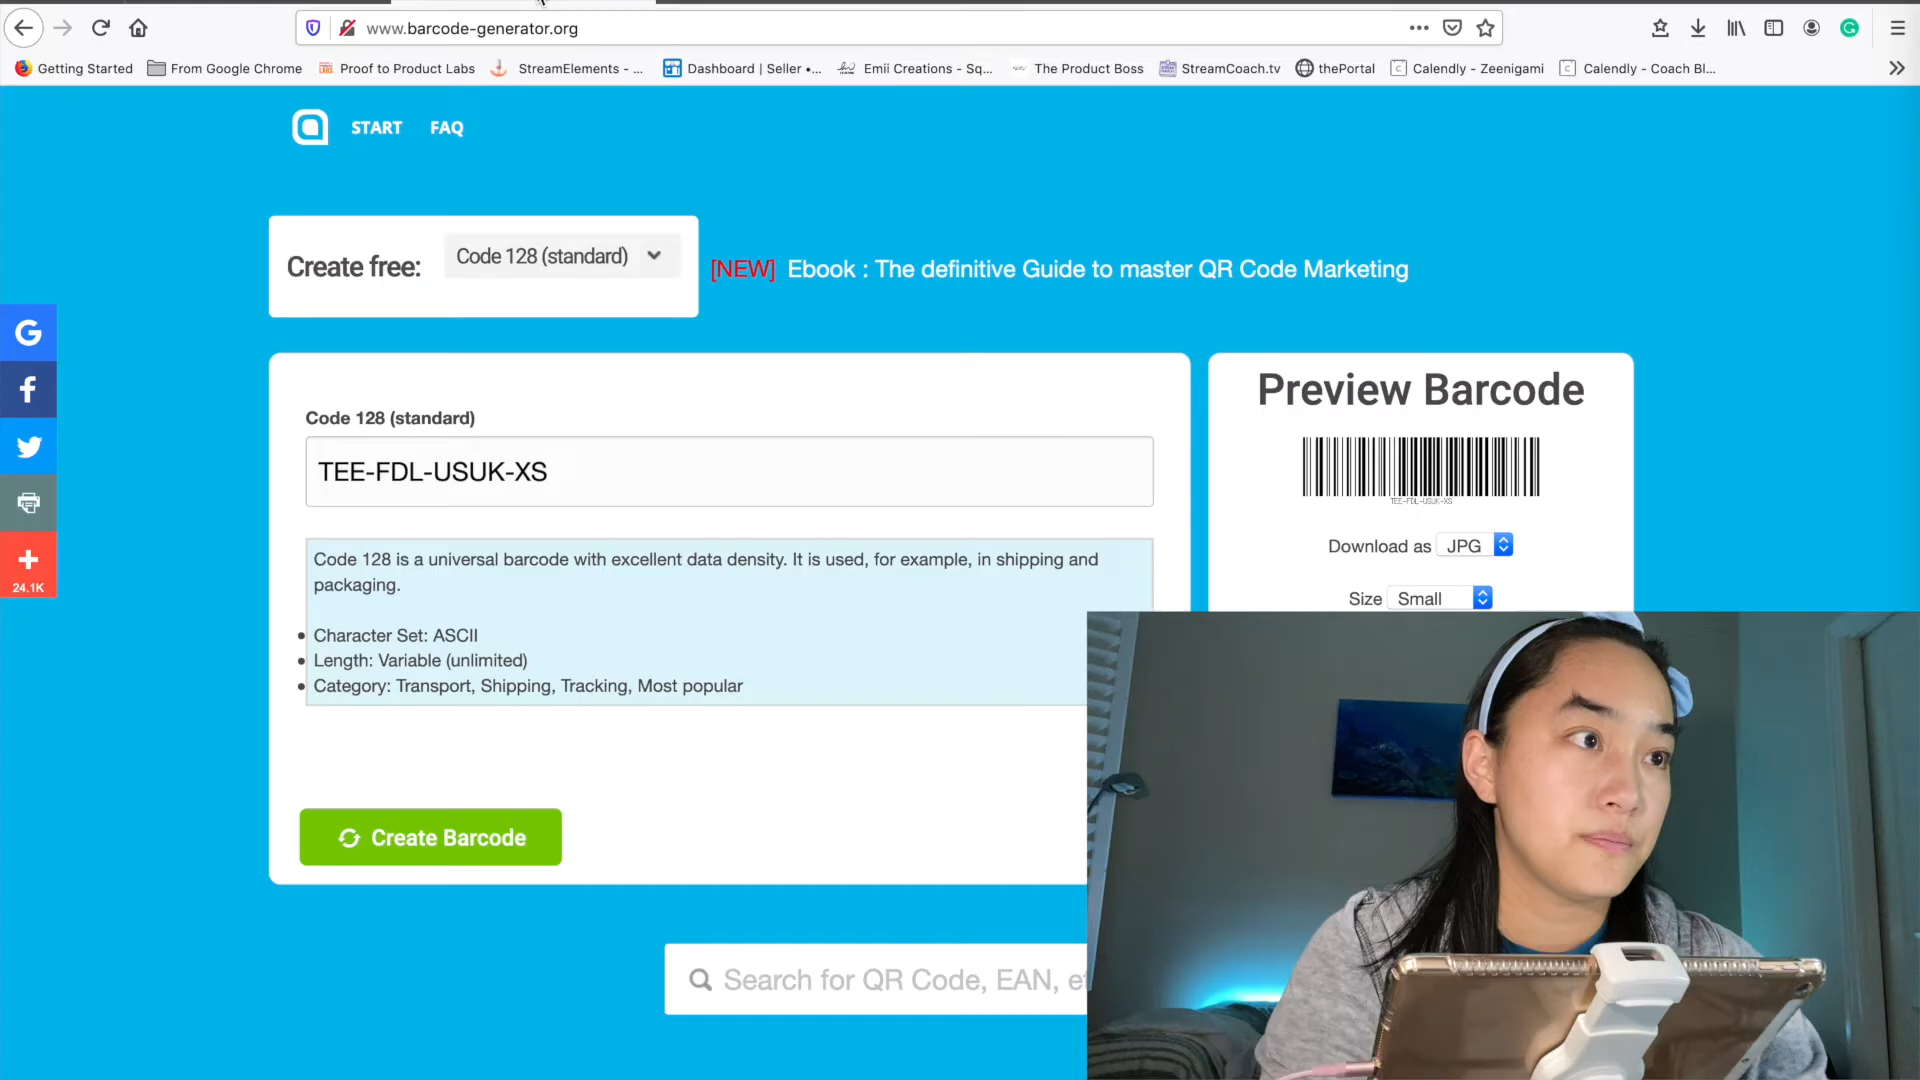 www.barcode-generator.org
Getting Started
From Google Chrome
Proof to Product Labs
StreamElements - ...
Dashboard | Seller •...
Emii Creations - Sq...
The Product Boss
StreamCoach.tv
thePortal
Calendly - Zeenigami
Calendly - Coach Bl...
START
FAQ
Create free:
Code 128 (standard)
[NEW] Ebook : The definitive Guide to master QR Code Marketing
Code 128 (standard)
TEE-FDL-USUK-XS
Code 128 is a universal barcode with excellent data density. It is used, for example, in shipping and
packaging.
Character Set: ASCII
Length: Variable (unlimited)
Category: Transport, Shipping, Tracking, Most popular
Create Barcode
Preview Barcode
TEE-FDL-USUK-XS
Download as JPG
Size Small
24.1K
Search for QR Code, EAN, et